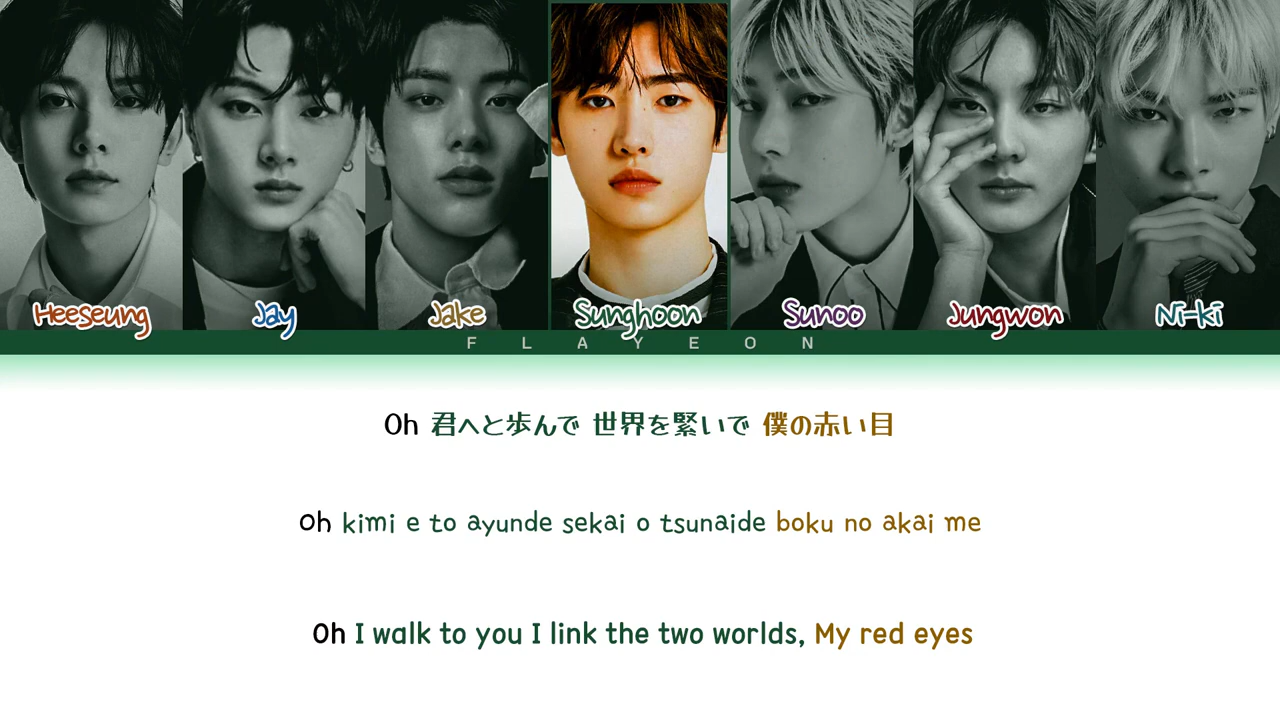 Heeseung Jay Jake Sunghoon Sunoo Jungwon Ni-ki
FLAYEON
Oh 君へと歩んで 世界を緊いで 僕の赤い目
Oh kimi e to ayunde sekai o tsunaide boku no akai me
Oh I walk to you I link the two worlds, My red eyes